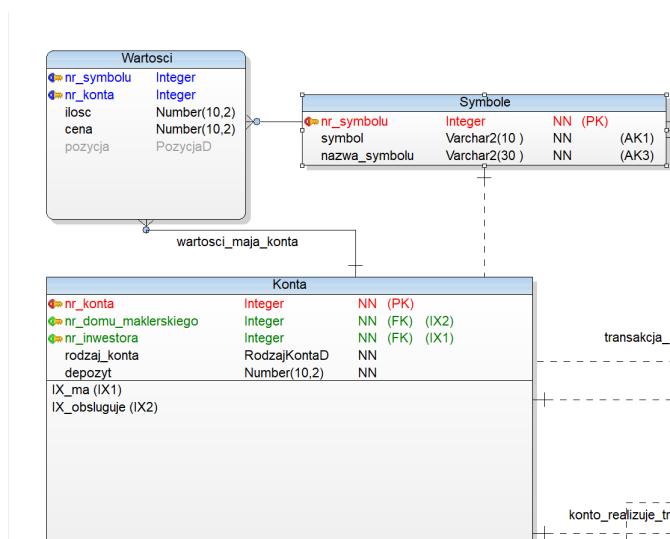 Wartosci
nr_symbolu Integer
nr_konta Integer
ilosc Number(10,2)
cena Number(10,2)
pozycja PozycjaD
Symbole
nr_symbolu Integer NN (PK)
symbol Varchar2(10 ) NN (AK1)
nazwa_symbolu Varchar2(30 ) NN (AK3)
wartosci_maja_konta
Konta
nr_konta Integer NN (PK)
nr_domu_maklerskiego Integer NN (FK) (IX2)
nr_inwestora Integer NN (FK) (IX1)
rodzaj_konta RodzajKontaD NN
depozyt Number(10,2) NN
IX_ma (IX1)
IX_obsluguje (IX2)
transakcja_
konto_realizuje_tr